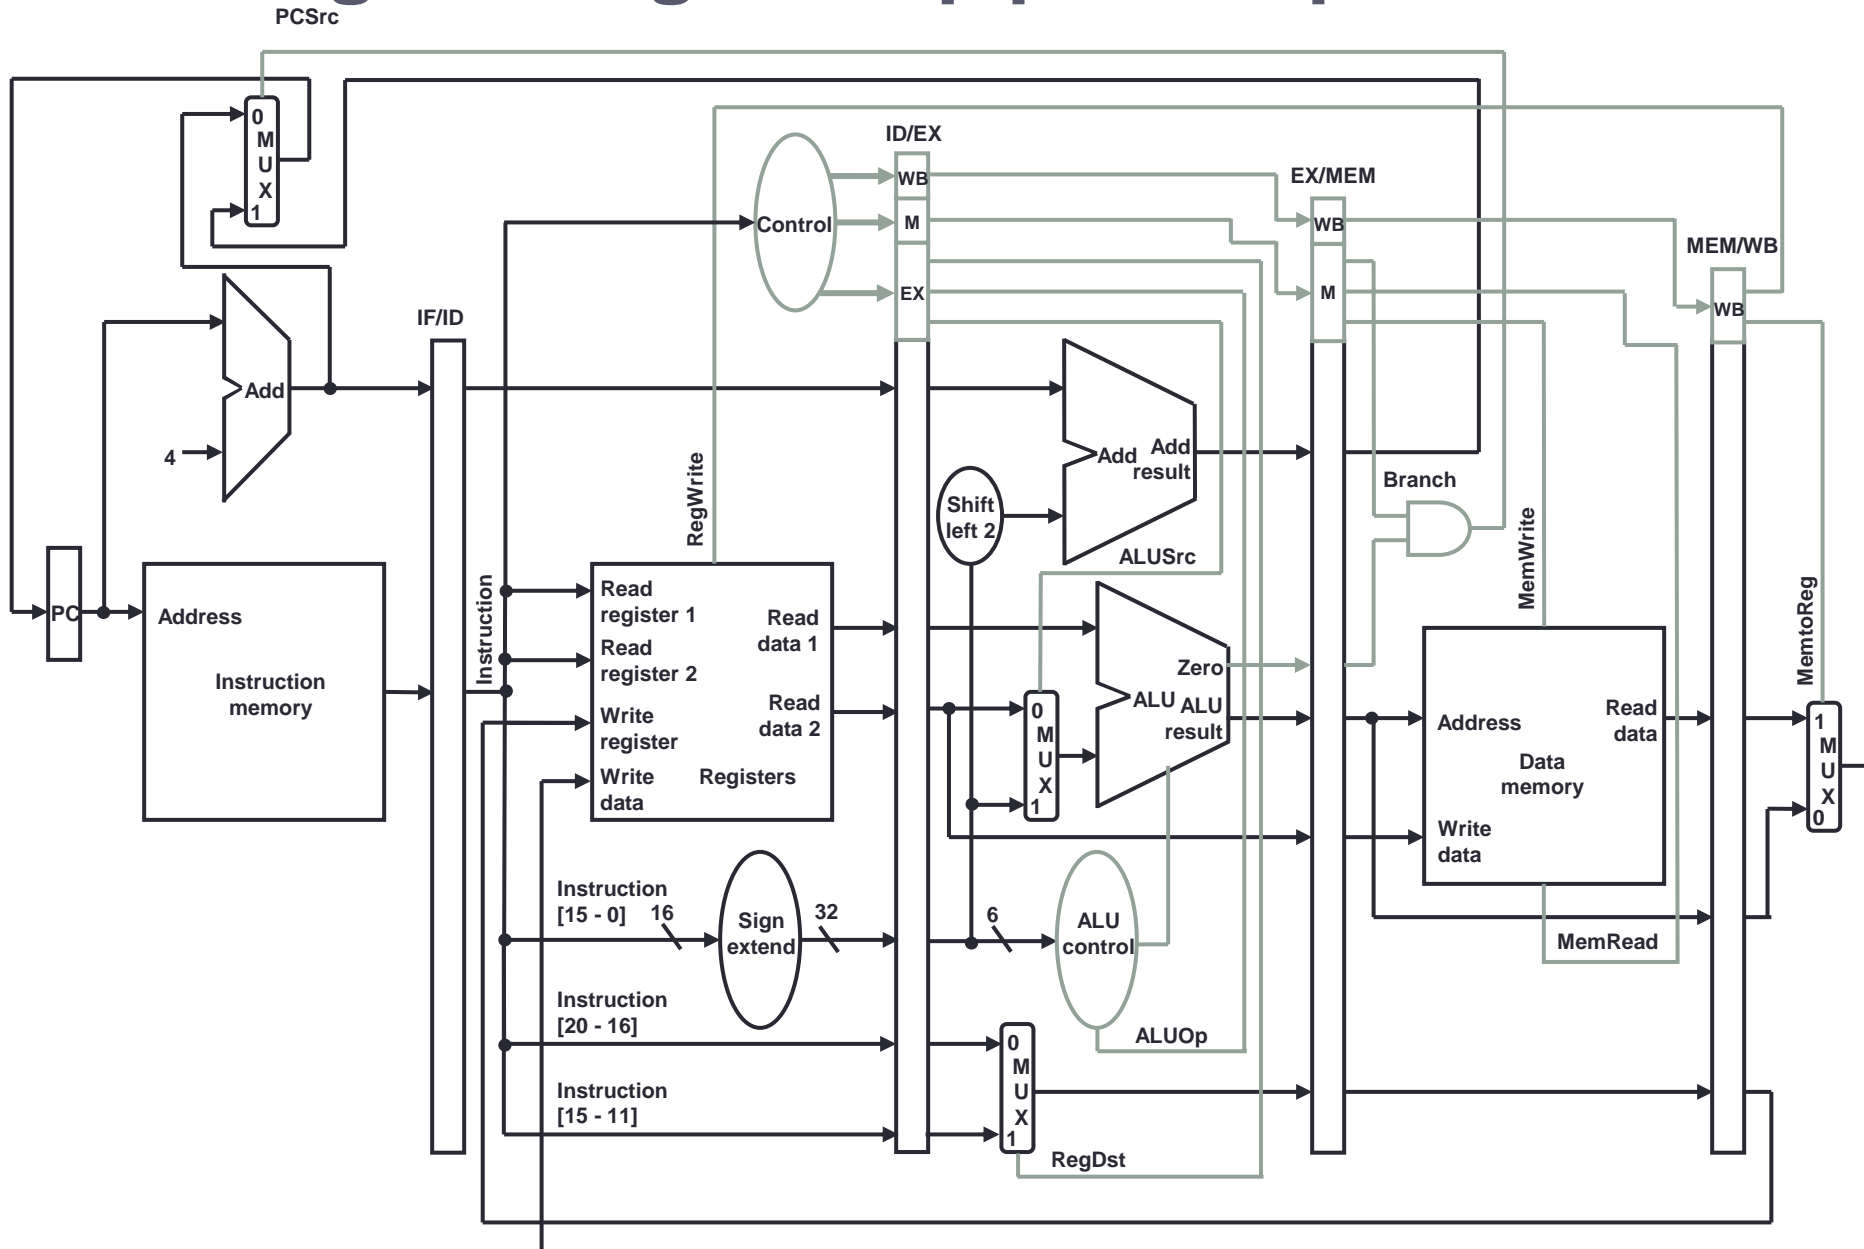 PCSrc
0
M
U
X
1
ID/EX
WB
Control
M
EX
EX/MEM
WB
M
MEM/WB
WB
IF/ID
Add
4
Add
Add
result
Shift
left 2
RegWrite
Branch
MemWrite
ALUSrc
PC
Address
Instruction
memory
Instruction
Read
register 1
Read
register 2
Write
register
Write
data
Registers
Read
data 1
Read
data 2
0
M
U
X
1
Zero
ALU
ALU
result
Address
Read
data
Data
memory
Write
data
MemtoReg
1
M
U
X
0
Instruction
[15 - 0]
16
Sign
extend
32
6
ALU
control
MemRead
Instruction
[20 - 16]
ALUOp
0
M
U
X
1
Instruction
[15 - 11]
RegDst